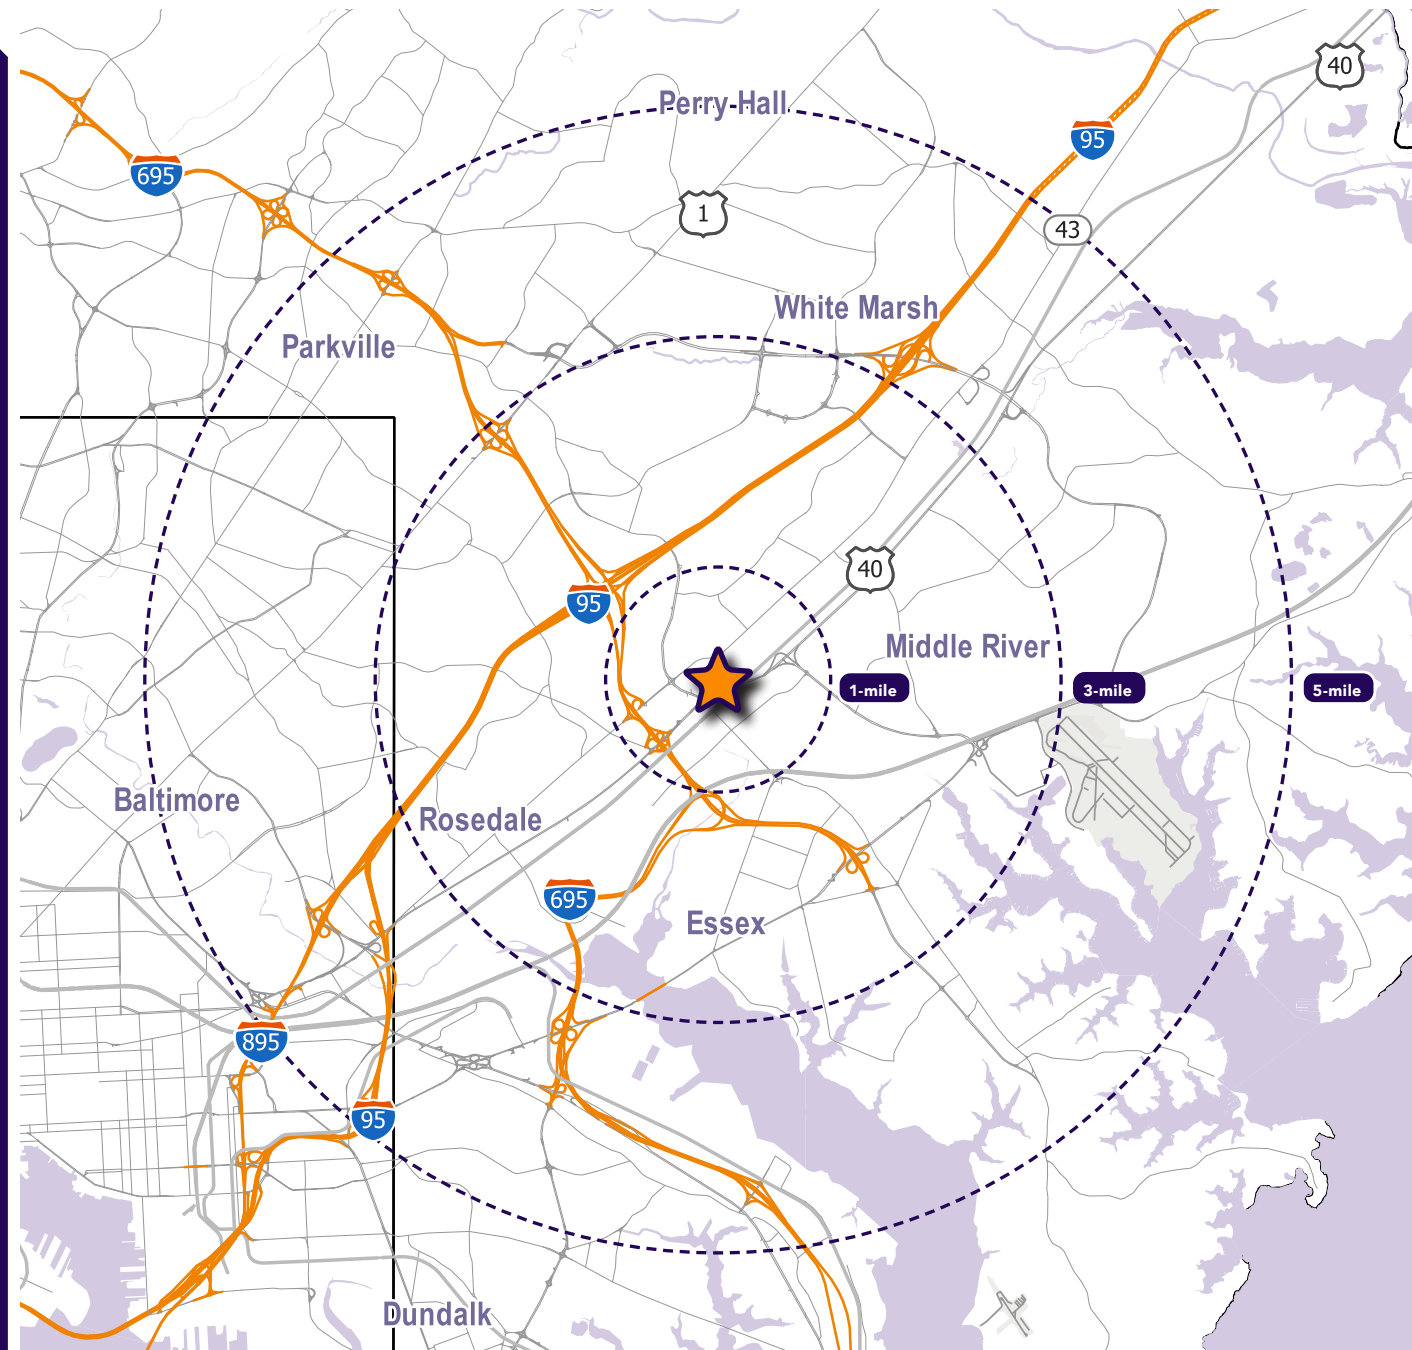 40
Perry Hall
95
695
1
43
White Marsh
Parkville
40
95
Middle River
1-mile
3-mile
5-mile
Baltimore
Rosedale
695
Essex
895
95
Dundalk